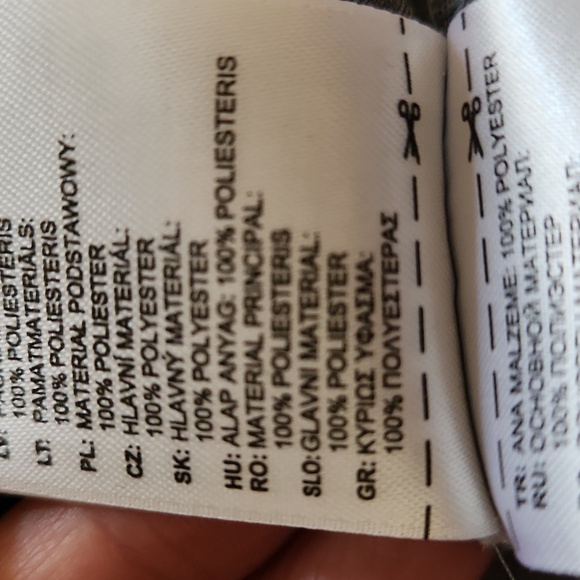 100% POLIESTERIS
LT: PAMATMATERIĀLS:
100% POLIESTERIS
PL: MATERIAŁ PODSTAWOWY:
100% POLIESTER
CZ: HLAVNÍ MATERIÁL:
100% POLYESTER
SK: HLAVNÝ MATERIÁL:
100% POLYESTER
HU: ALAP ANYAG: 100% POLIESTERIS
RO: MATERIAL PRINCIPAL:
100% POLIESTERIS
SLO: GLAVNI MATERIAL:
100% POLIESTER
GR: ΚΥΡΙΩΣ ΥΦΑΣΜΑ:
100% ΠΟΛΥΕΣΤΕΡΑΣ
TR: ANA MALZEME: 100% POLYESTER
RU: ОСНОВНОЙ МАТЕРИАЛ:
100% ПОЛИЭСТЕР